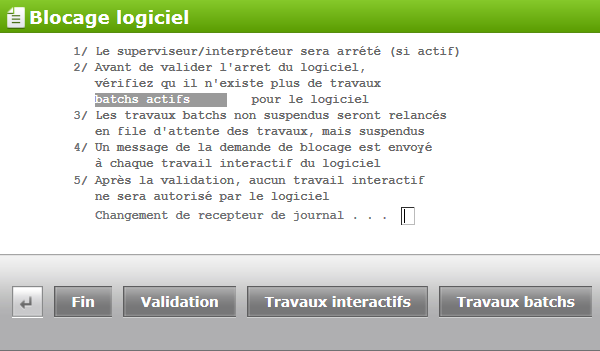 Blocage logiciel
1/ Le superviseur/interpréteur sera arrété (si actif)
2/ Avant de valider l'arret du logiciel,
vérifiez qu il n'existe plus de travaux
batchs actifs pour le logiciel
3/ Les travaux batchs non suspendus seront relancés
en file d'attente des travaux, mais suspendus
4/ Un message de la demande de blocage est envoyé
à chaque travail interactif du logiciel
5/ Après la validation, aucun travail interactif
ne sera autorisé par le logiciel
Changement de recepteur de journal . . .
Fin Validation Travaux interactifs Travaux batchs